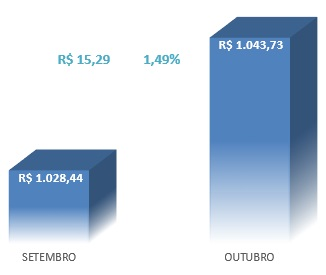 R$ 1.043,73
R$ 15,29 1,49%
R$ 1.028,44
SETEMBRO OUTUBRO